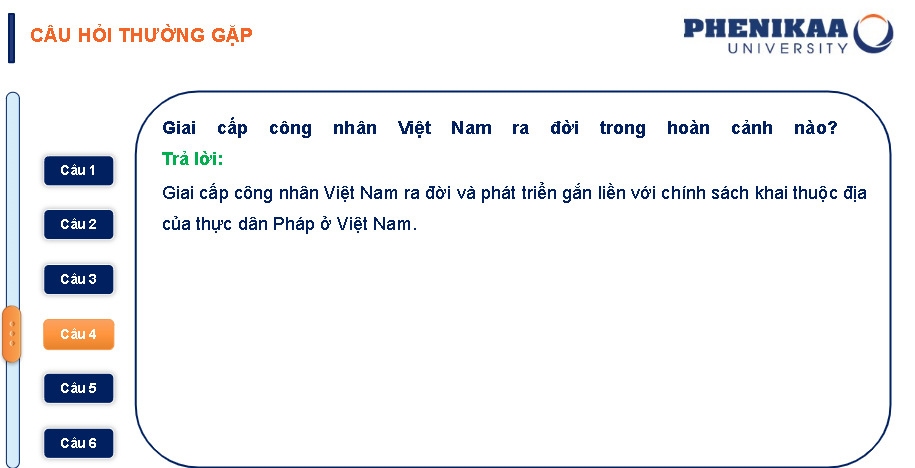 CÂU HỎI THƯỜNG GẶP
PHENIKAA
UNIVERSITY
Giai cấp công nhân Việt Nam ra đời trong hoàn cảnh nào?
Trả lời:
Giai cấp công nhân Việt Nam ra đời và phát triển gắn liền với chính sách khai thuộc địa
của thực dân Pháp ở Việt Nam.
Câu 1
Câu 2
Câu 3
Câu 4
Câu 5
Câu 6